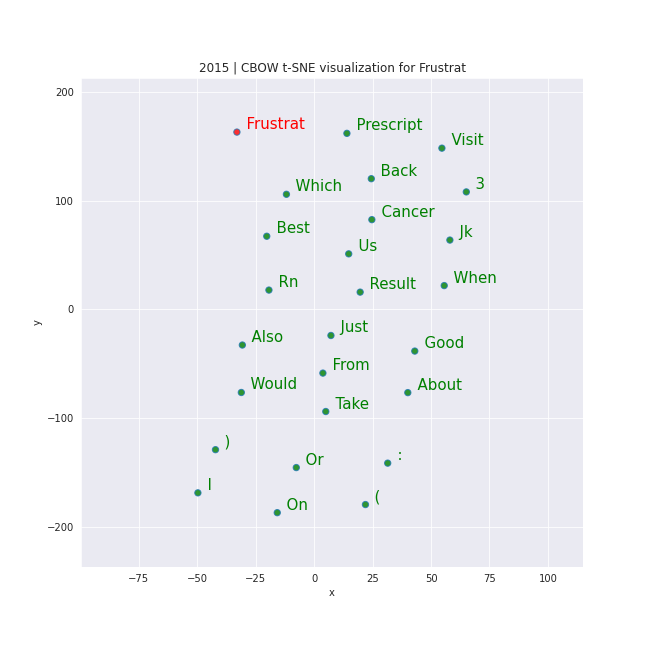 2015 | CBOW t-SNE visualization for Frustrat
200
Frustrat
Prescript
Visit
Back
3
Which
100
Cancer
Best
Jk
Us
When
Rn
Result
0
Just
Also
Good
y
From
Would
About
Take
−100
)
Or
:
I
(
On
−200
−75 −50 −25 0 25 50 75 100
x